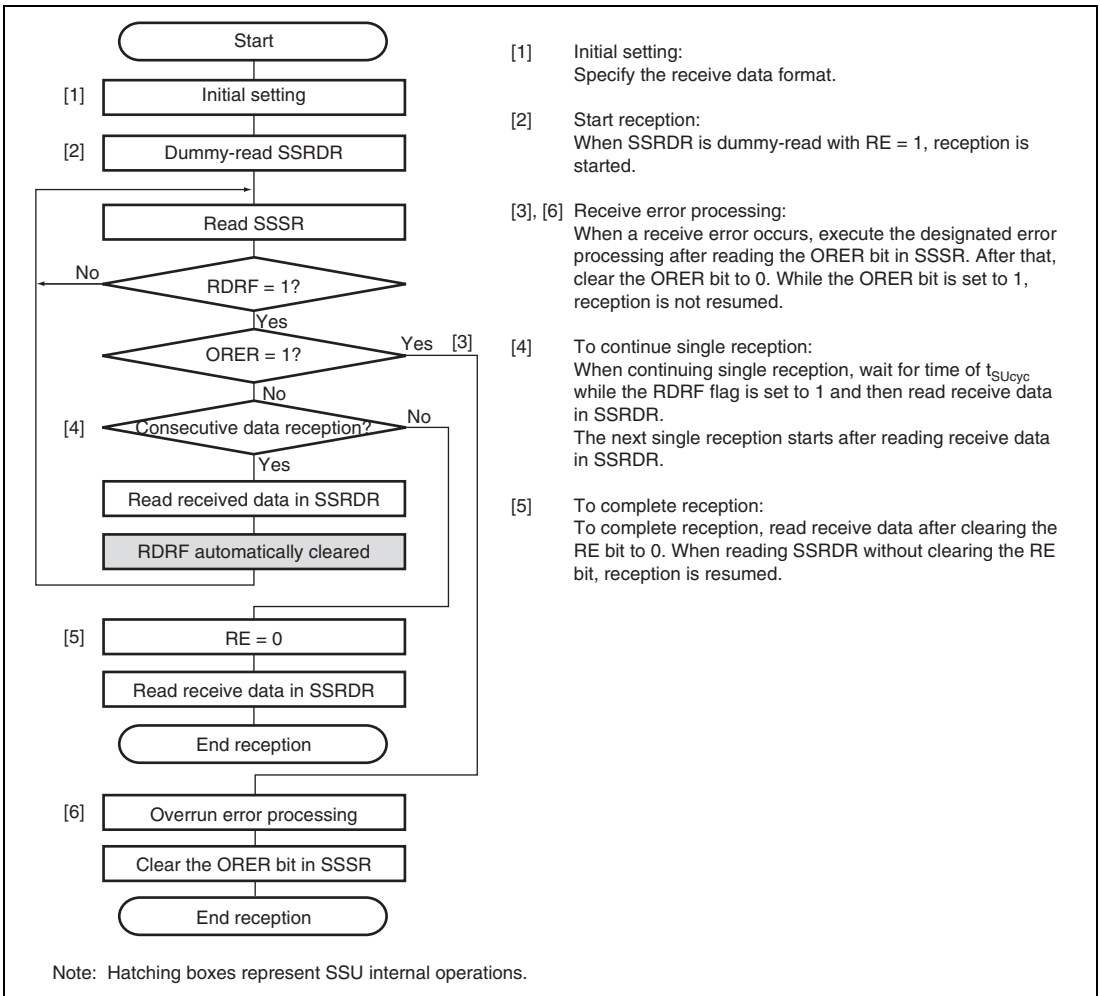 Start
[1] Initial setting
[2] Dummy-read SSRDR
Read SSSR
No
RDRF = 1?
Yes
ORER = 1?
Yes [3]
No
[4] Consecutive data reception?
No
Yes
Read received data in SSRDR
RDRF automatically cleared
[5] RE = 0
Read receive data in SSRDR
End reception
[6] Overrun error processing
Clear the ORER bit in SSSR
End reception
[1] Initial setting:
Specify the receive data format.
[2] Start reception:
When SSRDR is dummy-read with RE = 1, reception is
started.
[3], [6] Receive error processing:
When a receive error occurs, execute the designated error
processing after reading the ORER bit in SSSR. After that,
clear the ORER bit to 0. While the ORER bit is set to 1,
reception is not resumed.
[4] To continue single reception:
When continuing single reception, wait for time of tSUcyc
while the RDRF flag is set to 1 and then read receive data
in SSRDR.
The next single reception starts after reading receive data
in SSRDR.
[5] To complete reception:
To complete reception, read receive data after clearing the
RE bit to 0. When reading SSRDR without clearing the RE
bit, reception is resumed.
Note: Hatching boxes represent SSU internal operations.